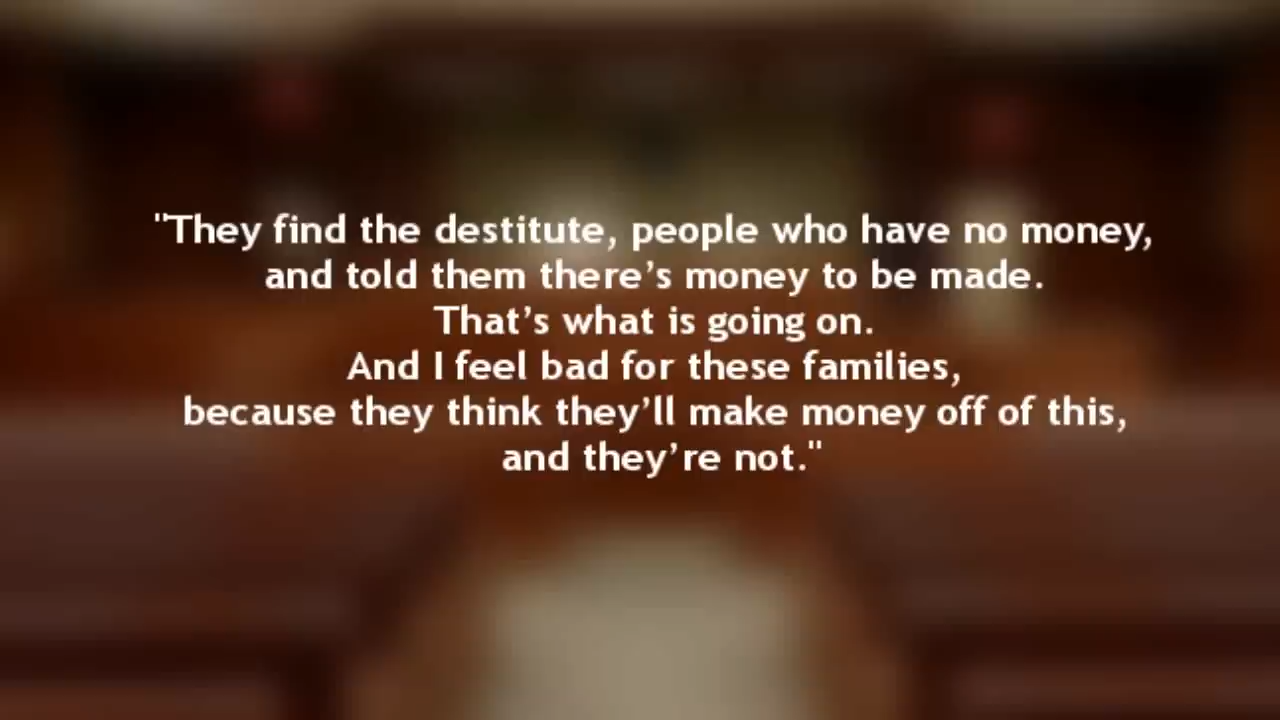 "They find the destitute, people who have no money,
and told them there’s money to be made.
That’s what is going on.
And I feel bad for these families,
because they think they’ll make money off of this,
and they’re not."